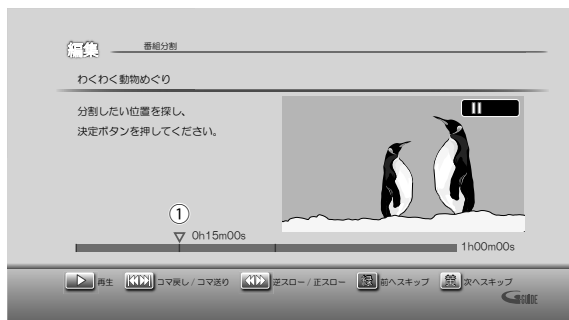 編集 番組分割
わくわく動物めぐり
分割したい位置を探し、
決定ボタンを押してください。
①
0h15m00s
1h00m00s
再生 コマ戻し/コマ送り 逆スロー/正スロー 前へスキップ 次へスキップ
G GUIDE